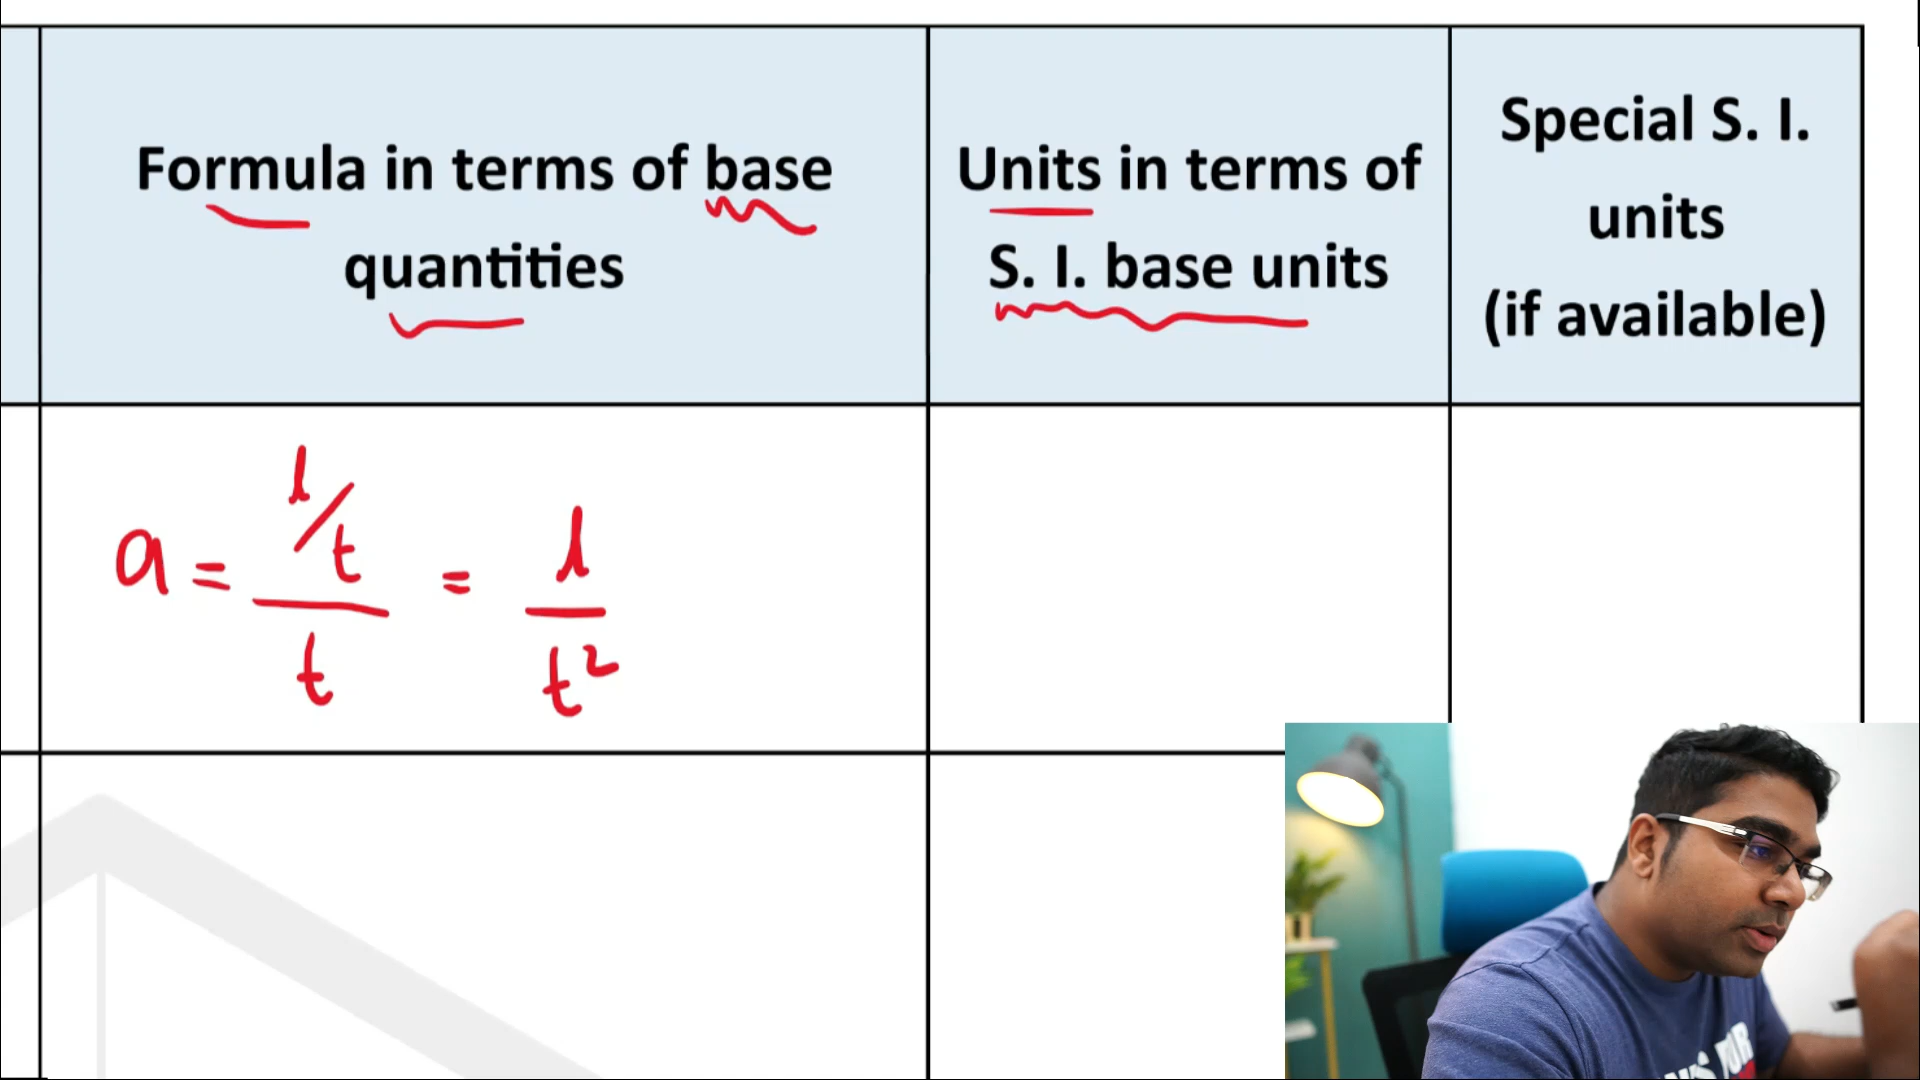 Formula in terms of base
quantities
Units in terms of
S. I. base units
Special S. I.
units
(if available)
a = l/t / t = l / t²